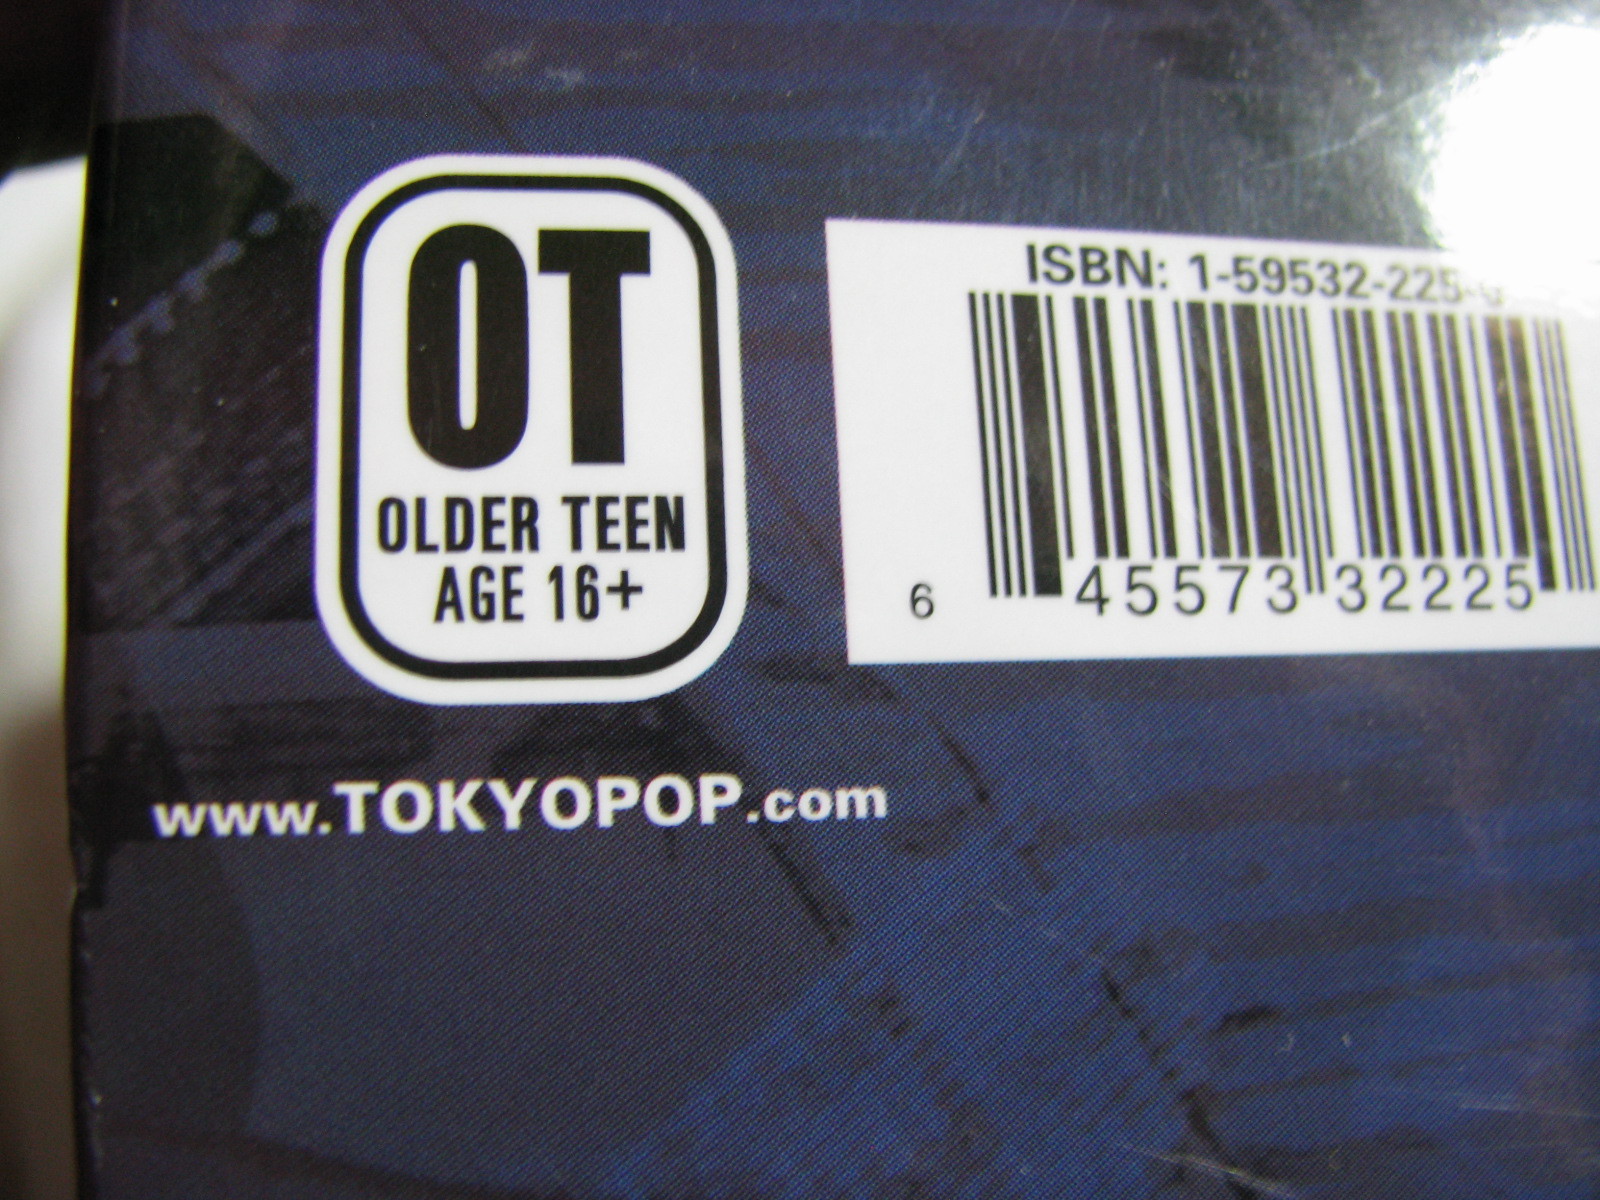 OT
OLDER TEEN
AGE 16+
ISBN: 1-59532-225-
6 45573 32225
www.TOKYOPOP.com